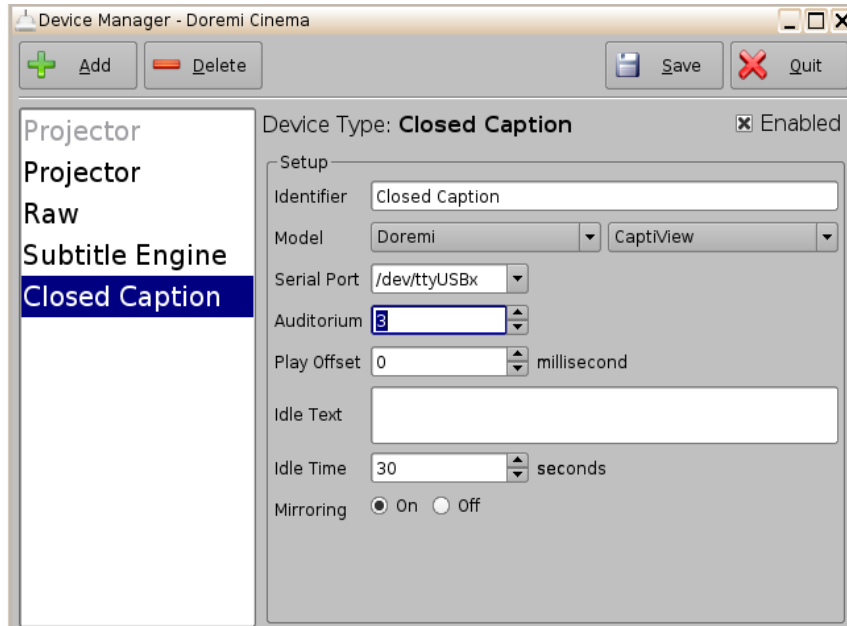 Device Manager - Doremi Cinema
Add Delete Save Quit
Projector
Projector
Raw
Subtitle Engine
Closed Caption
Device Type: Closed Caption Enabled
Setup
Identifier Closed Caption
Model Doremi CaptiView
Serial Port /dev/ttyUSBx
Auditorium 3
Play Offset 0 millisecond
Idle Text
Idle Time 30 seconds
Mirroring On Off